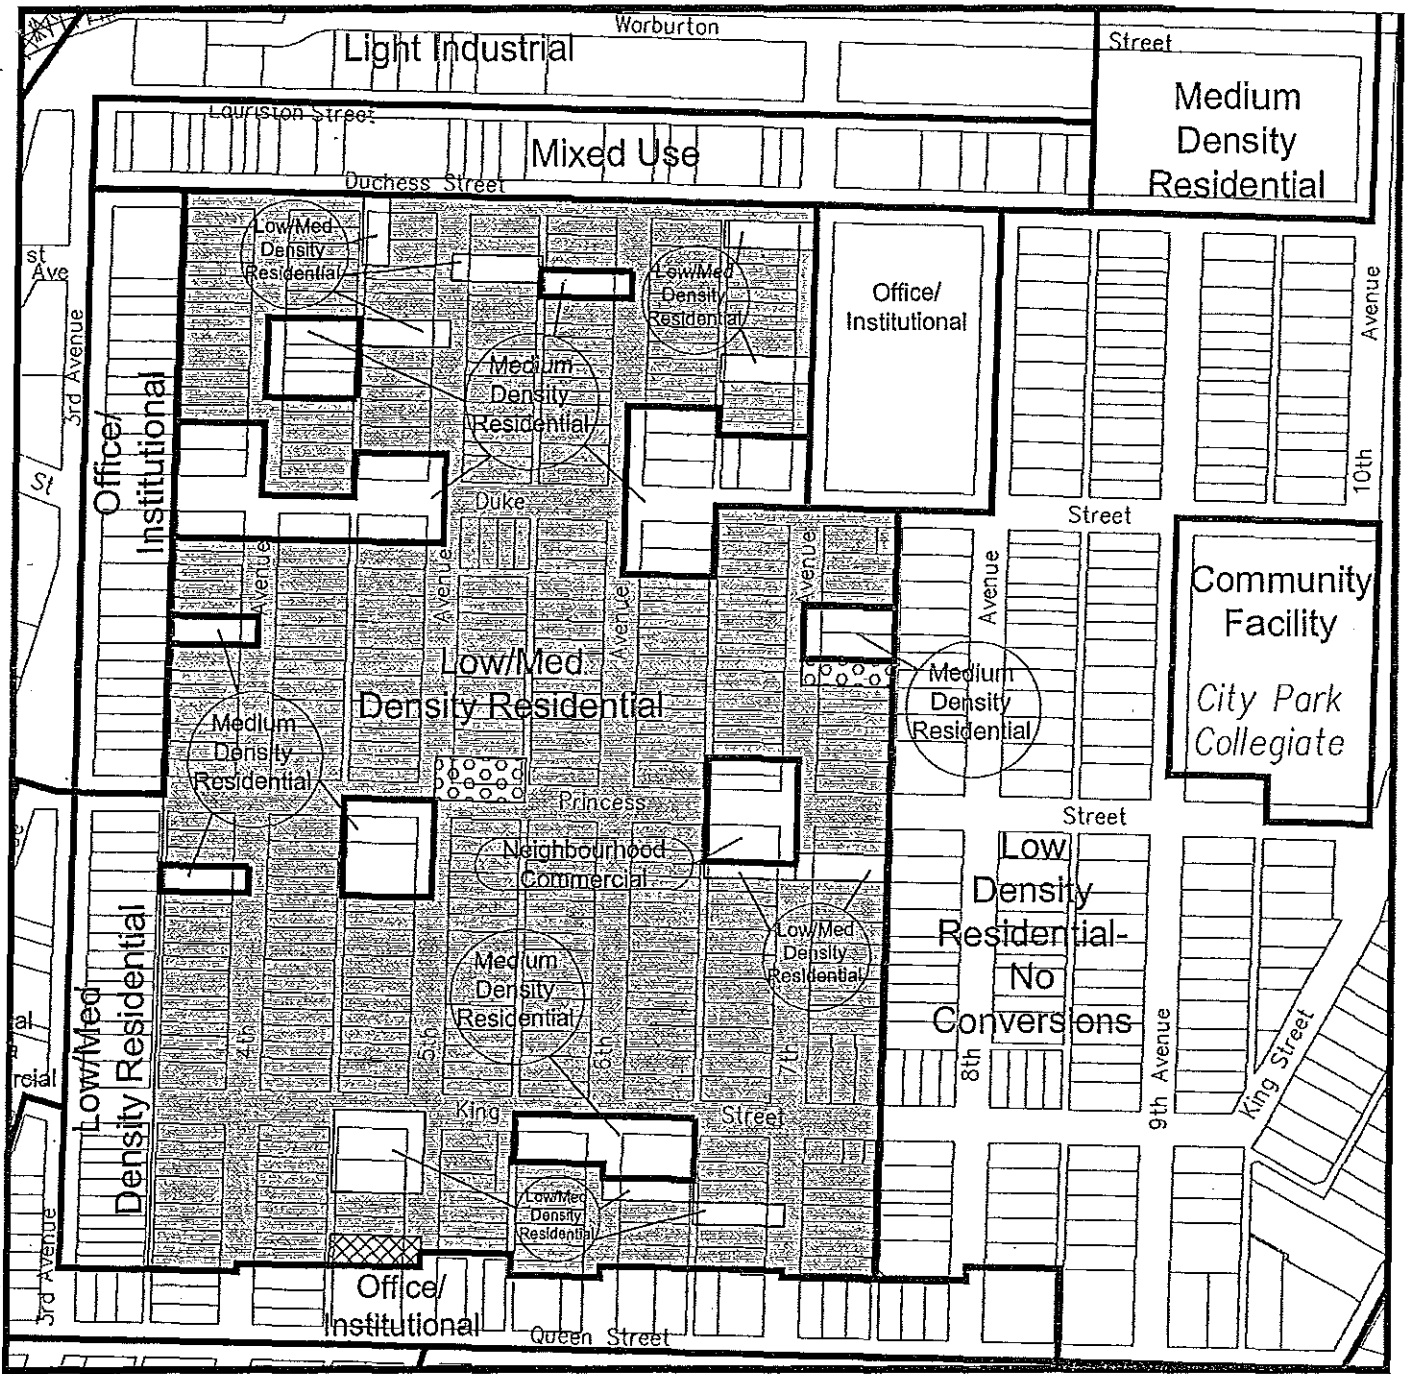 Worburton
Street
Light Industrial
Medium
Density
Residential
Lauriston Street
Mixed Use
Duchess Street
Low/Med
Density
Residential
Low/Med
Density
Residential
Office/
Institutional
st
Ave
3rd Avenue
Avenue
10th
Medium
Density
Residential
Office/
Institutional
St
Duke
Street
Avenue
Avenue
Avenue
Avenue
Avenue
Community
Facility
City Park
Collegiate
Low/Med.
Density Residential
Medium
Density
Residential
Medium
Density
Residential
Princess
Street
Neighbourhood
Commercial
Low
Density
Residential-
No
Conversions
Low/Med
Density Residential
Low/Med
Density
Residential
Medium
Density
Residential
al
rcial
4th
5th
6th
7th
8th
9th Avenue
King Street
King
Street
Low/Med
Density
Residential
3rd Avenue
Office/
Institutional
Queen Street